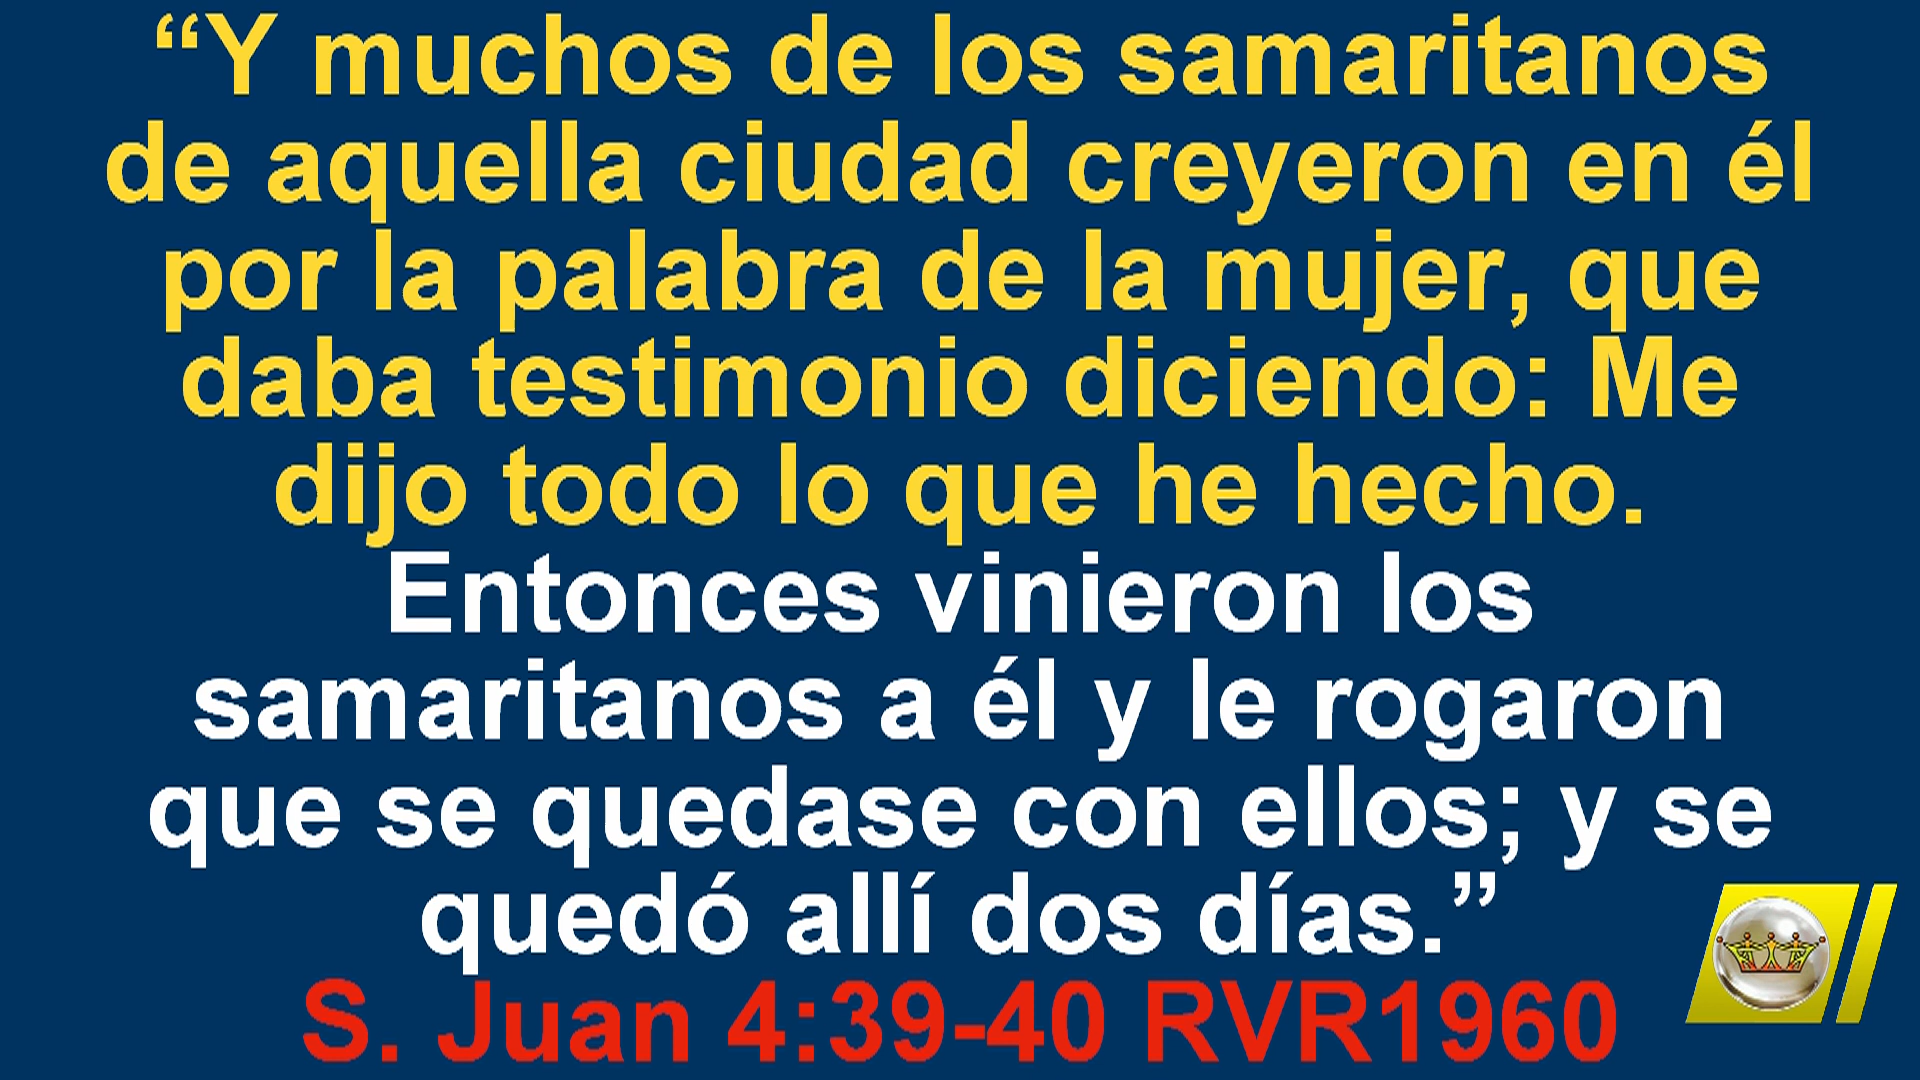 “Y muchos de los samaritanos
de aquella ciudad creyeron en él
por la palabra de la mujer, que
daba testimonio diciendo: Me
dijo todo lo que he hecho.
Entonces vinieron los
samaritanos a él y le rogaron
que se quedase con ellos; y se
quedó allí dos días.”
S. Juan 4:39-40 RVR1960